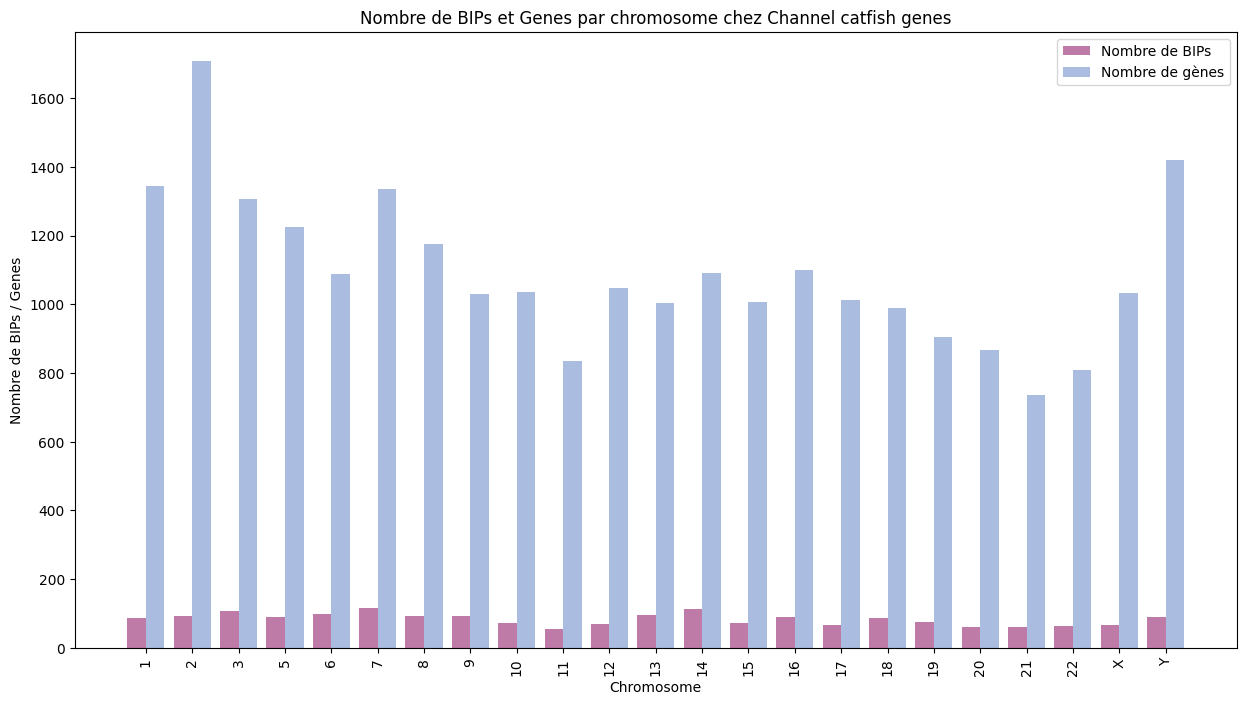 Nombre de BIPs et Genes par chromosome chez Channel catfish genes
Nombre de BIPs
Nombre de gènes
Nombre de BIPs / Genes
1600
1400
1200
1000
800
600
400
200
0
1 2 3 5 6 7 8 9 10 11 12 13 14 15 16 17 18 19 20 21 22 X Y
Chromosome